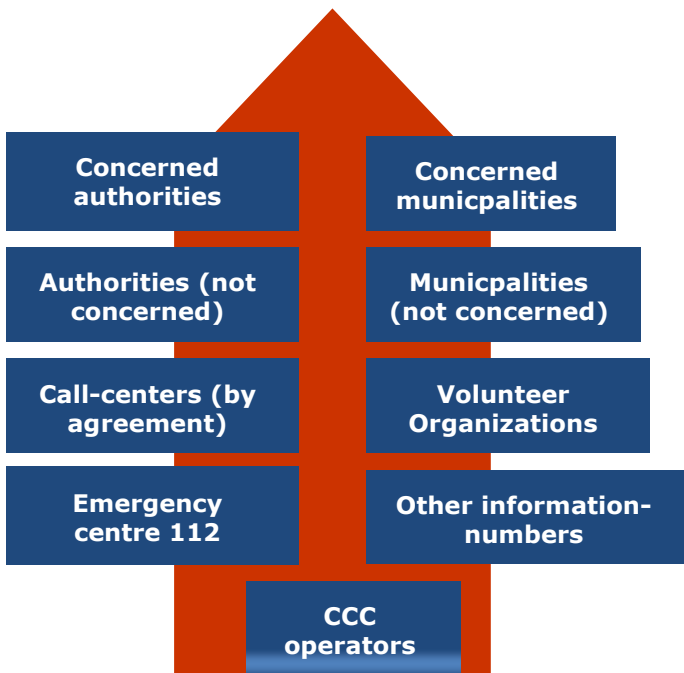 Concerned
authorities
Concerned
municpalities
Authorities (not
concerned)
Municpalities
(not concerned)
Call-centers (by
agreement)
Volunteer
Organizations
Emergency
centre 112
Other information-
numbers
CCC
operators